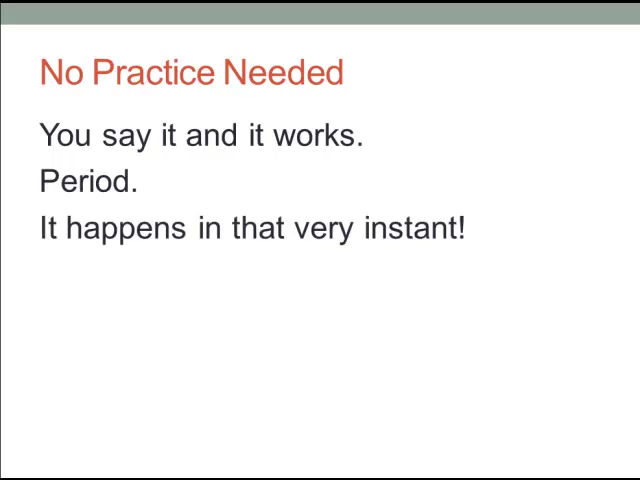 No Practice Needed
You say it and it works.
Period.
It happens in that very instant!